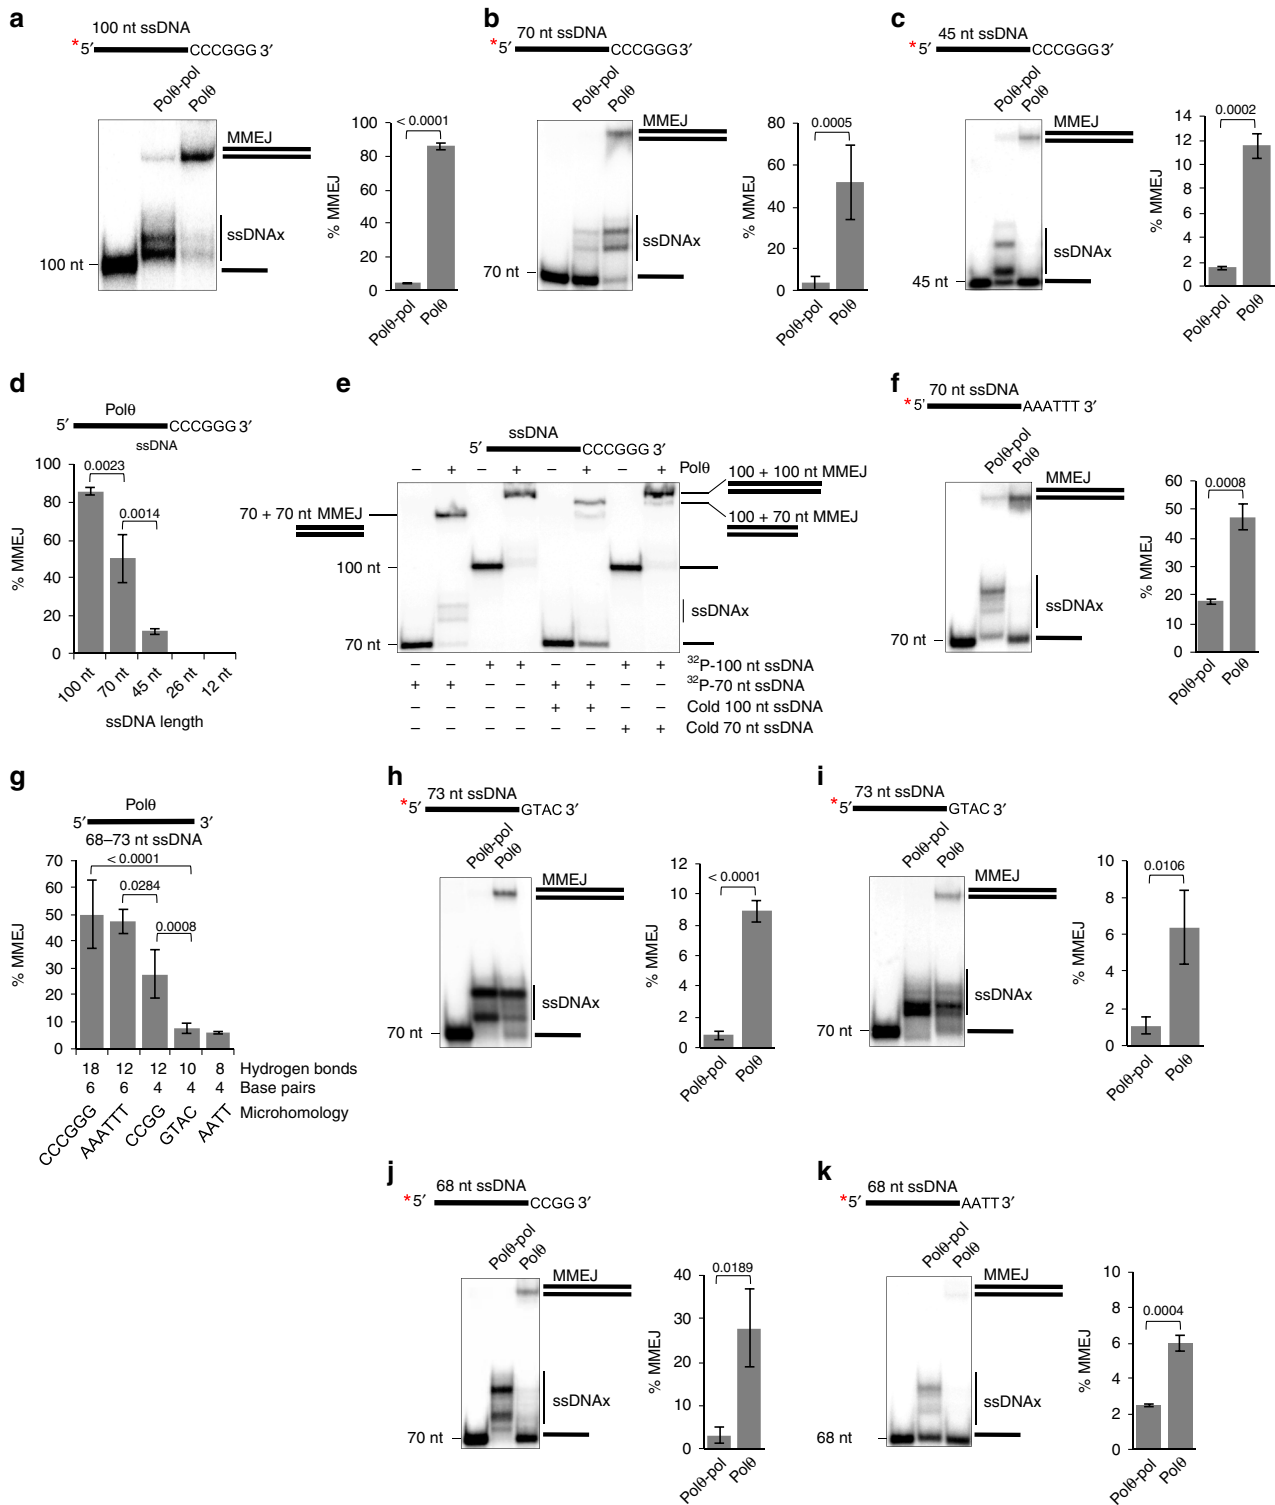 a
100 nt ssDNA
* 5′ CCCGGG 3′
Polθ-pol
Polθ
MMEJ
ssDNAx
100 nt
< 0.0001
100
80
60
40
20
0
% MMEJ
Polθ-pol
Polθ
b
70 nt ssDNA
* 5′ CCCGGG 3′
Polθ-pol
Polθ
MMEJ
ssDNAx
70 nt
0.0005
80
60
40
20
0
% MMEJ
Polθ-pol
Polθ
c
45 nt ssDNA
* 5′ CCCGGG 3′
Polθ-pol
Polθ
MMEJ
ssDNAx
45 nt
0.0002
14
12
10
8
6
4
2
0
% MMEJ
Polθ-pol
Polθ
d
Polθ
5′ CCCGGG 3′
ssDNA
100
80
60
40
20
0
0.0023
0.0014
% MMEJ
100 nt
70 nt
45 nt
26 nt
12 nt
ssDNA length
e
ssDNA
5′ CCCGGG 3′
– + – + – + – + Polθ
100 + 100 nt MMEJ
70 + 70 nt MMEJ
100 + 70 nt MMEJ
100 nt
ssDNAx
70 nt
– – + + – – + + ³²P-100 nt ssDNA
+ + – – + + – – ³²P-70 nt ssDNA
– – – – + + – – Cold 100 nt ssDNA
– – – – – – + + Cold 70 nt ssDNA
f
70 nt ssDNA
* 5′ AAATTT 3′
Polθ-pol
Polθ
MMEJ
ssDNAx
70 nt
0.0008
60
50
40
30
20
10
0
% MMEJ
Polθ-pol
Polθ
g
Polθ
5′ 3′
68–73 nt ssDNA
< 0.0001
0.0284
0.0008
70
60
50
40
30
20
10
0
% MMEJ
18 12 12 10 8 Hydrogen bonds
6 6 4 4 4 Base pairs
CCCGGG AAATTT CCGG GTAC AATT Microhomology
h
73 nt ssDNA
* 5′ GTAC 3′
Polθ-pol
Polθ
MMEJ
ssDNAx
70 nt
< 0.0001
12
10
8
6
4
2
0
% MMEJ
Polθ-pol
Polθ
i
73 nt ssDNA
* 5′ GTAC 3′
Polθ-pol
Polθ
MMEJ
ssDNAx
70 nt
0.0106
10
8
6
4
2
0
% MMEJ
Polθ-pol
Polθ
j
68 nt ssDNA
* 5′ CCGG 3′
Polθ-pol
Polθ
MMEJ
ssDNAx
70 nt
0.0189
40
30
20
10
0
% MMEJ
Polθ-pol
Polθ
k
68 nt ssDNA
* 5′ AATT 3′
Polθ-pol
Polθ
MMEJ
ssDNAx
68 nt
0.0004
10
8
6
4
2
0
% MMEJ
Polθ-pol
Polθ